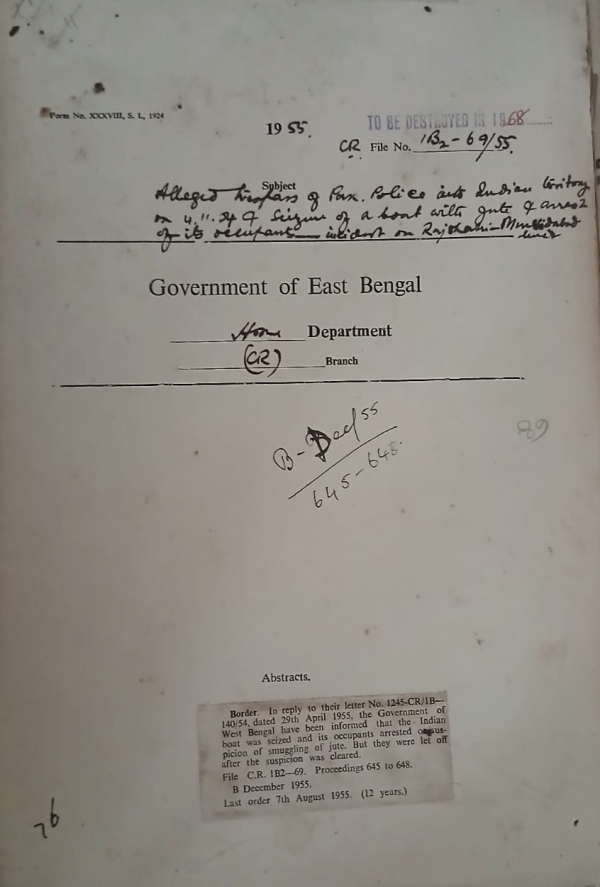 Form No. XXXVIII, S. I., 1924
1955.
TO BE DESTROYED IN 1968
CR File No. 1B2-69/55.
Subject
Alleged trespass of Pak. Police into Indian territory
on 4.11.54 & seizure of a boat with jute & arrest
of its occupants incident on Rajshahi-Murshidabad
Government of East Bengal
Home Department
(CR) Branch
B-Dec/55
645-648.
89
Abstracts.
Border. In reply to their letter No. 1245-CR/1B—
140/54, dated 29th April 1955, the Government of
West Bengal have been informed that the Indian
boat was seized and its occupants arrested on sus-
picion of smuggling of jute. But they were let off
after the suspicion was cleared.
File C.R. 1B2—69. Proceedings 645 to 648.
B December 1955.
Last order 7th August 1955. (12 years.)
76